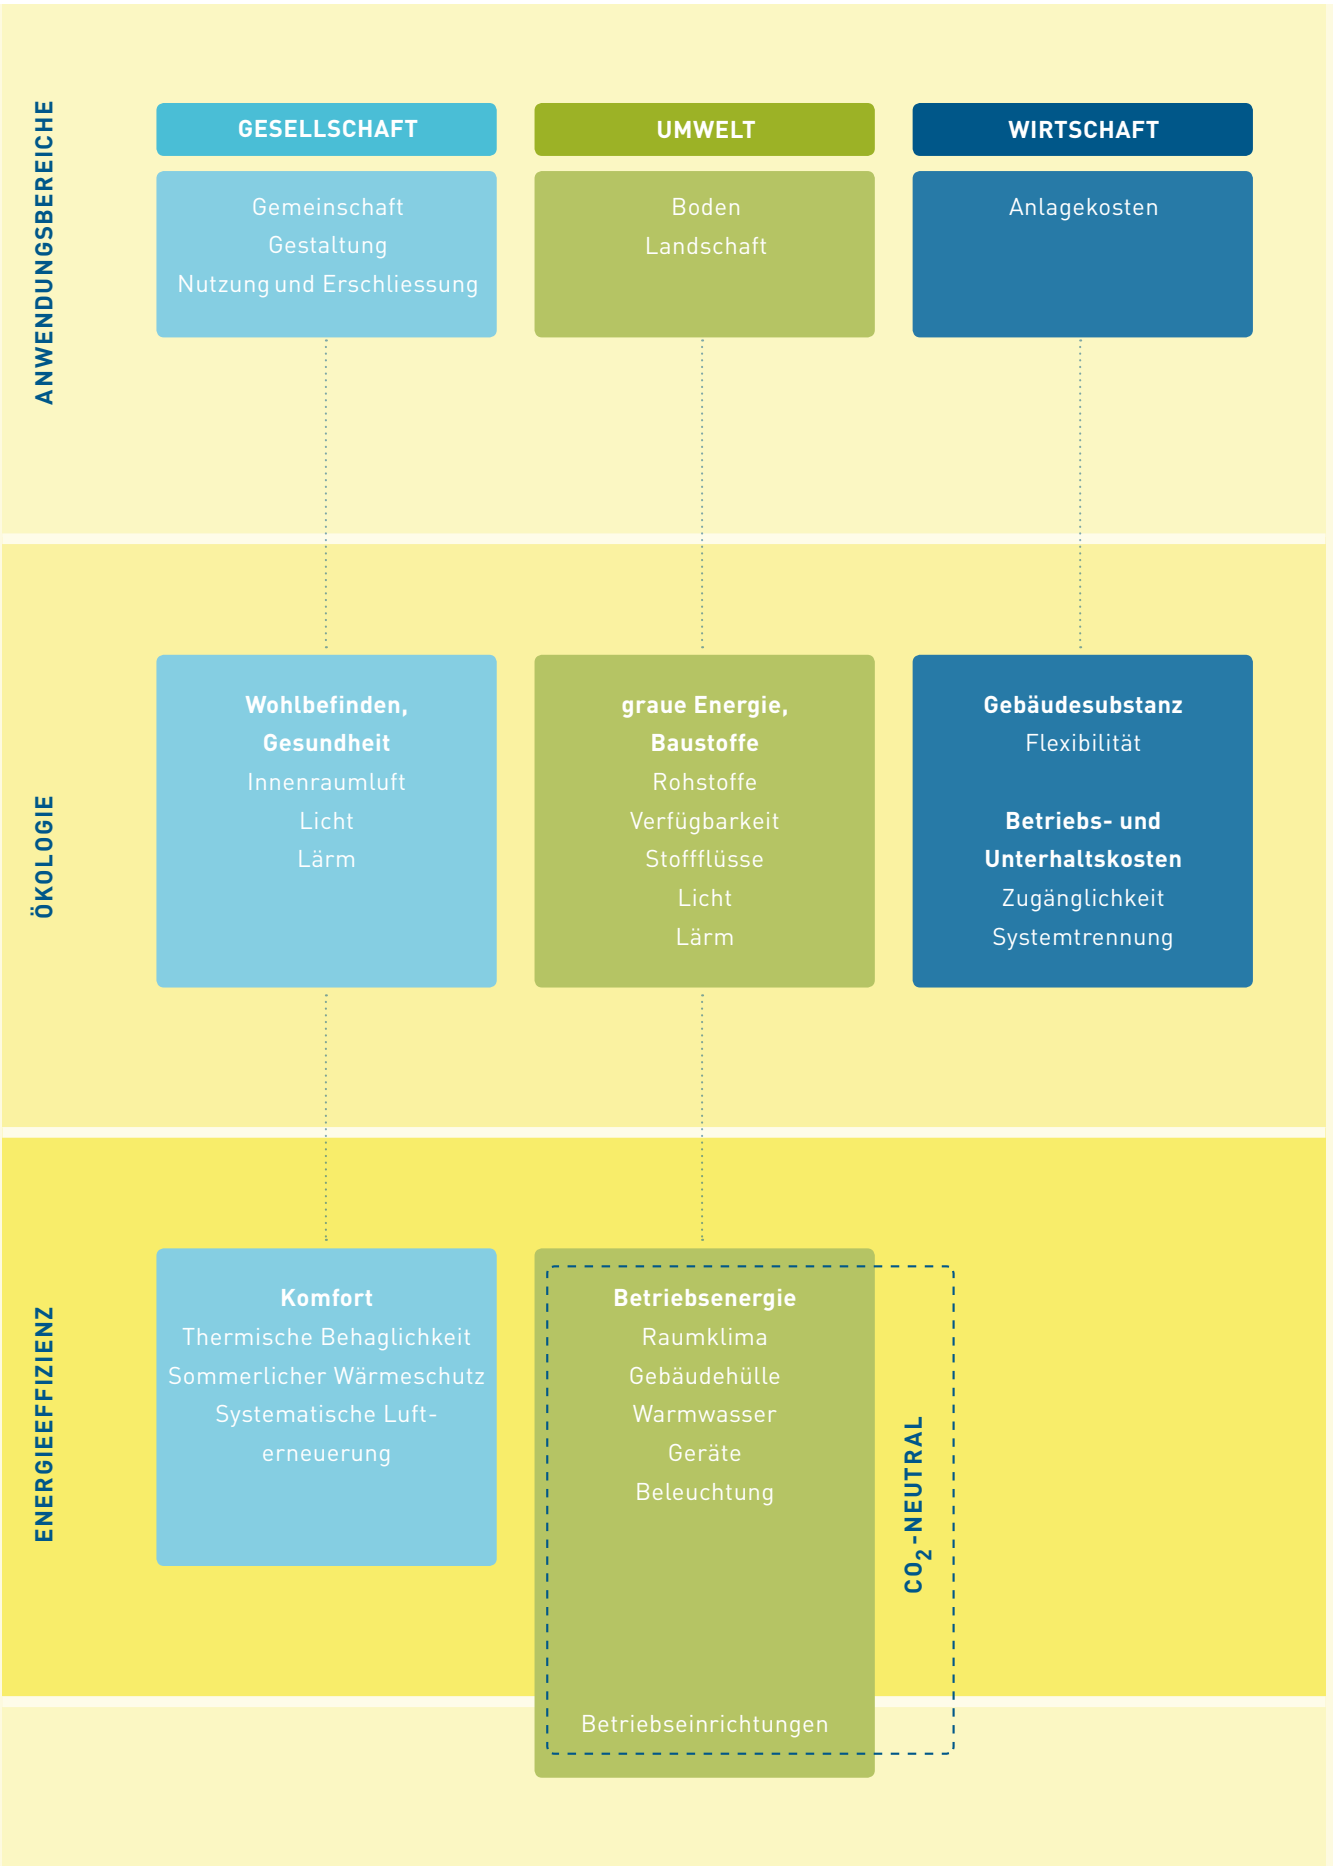 ANWENDUNGSBEREICHE
GESELLSCHAFT
Gemeinschaft
Gestaltung
Nutzung und Erschliessung
UMWELT
Boden
Landschaft
WIRTSCHAFT
Anlagekosten
ÖKOLOGIE
Wohlbefinden,
Gesundheit
Innenraumluft
Licht
Lärm
graue Energie,
Baustoffe
Rohstoffe
Verfügbarkeit
Stoffflüsse
Licht
Lärm
Gebäudesubstanz
Flexibilität
Betriebs- und
Unterhaltskosten
Zugänglichkeit
Systemtrennung
ENERGIEEFFIZIENZ
Komfort
Thermische Behaglichkeit
Sommerlicher Wärmeschutz
Systematische Luft-
erneuerung
Betriebsenergie
Raumklima
Gebäudehülle
Warmwasser
Geräte
Beleuchtung
Betriebseinrichtungen
CO₂-NEUTRAL